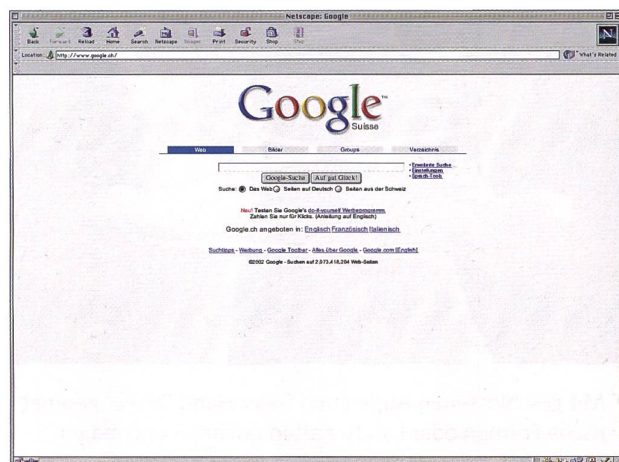 Netscape: Google
Back Forward Reload Home Search Netscape Images Print Security Shop Stop
Location: http://www.google.ch/ What's Related
Google™
Suisse
Web Bilder Groups Verzeichnis
• Erweiterte Suche
• Einstellungen
• Sprach-Tools
Google-Suche Auf gut Glück!
Suche: Das Web Seiten auf Deutsch Seiten aus der Schweiz
Neu! Testen Sie Google's do-it-yourself Werbeprogramm.
Zahlen Sie nur für Klicks. (Anleitung auf Englisch)
Google.ch angeboten in: Englisch Französisch Italienisch
Suchtipps - Werbung - Google Toolbar - Alles über Google - Google.com [English]
©2002 Google - Suchen auf 2,073,418,204 Web-Seiten